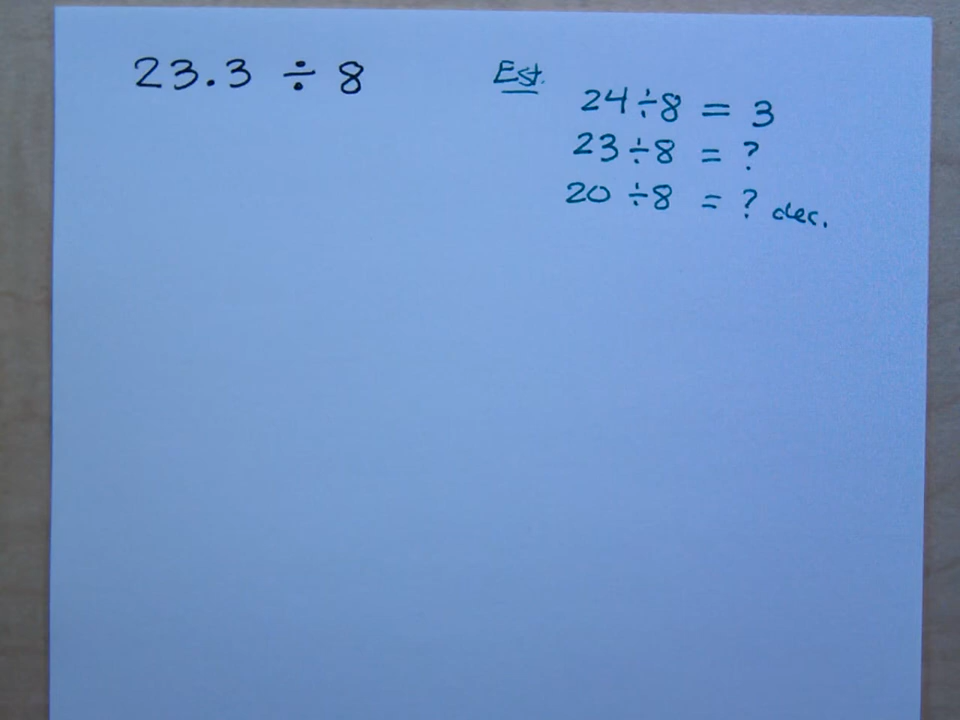 23.3 ÷ 8
Est.
24÷8 = 3
23÷8 = ?
20 ÷8 = ? dec.